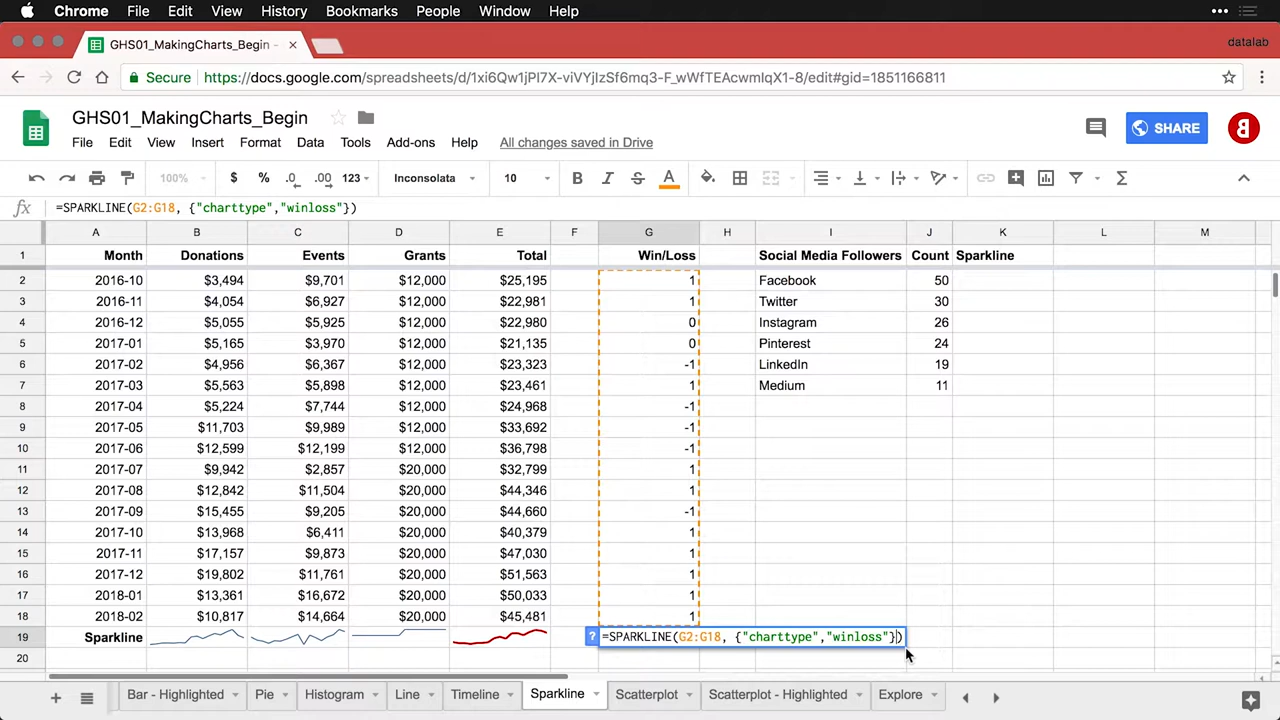 Chrome File Edit View History Bookmarks People Window Help
GHS01_MakingCharts_Begin -
datalab
Secure https://docs.google.com/spreadsheets/d/1xi6Qw1jPl7X-viVYjIzSf6mq3-F_wWfTEAcwmIqX1-8/edit#gid=1851166811
GHS01_MakingCharts_Begin
SHARE
File Edit View Insert Format Data Tools Add-ons Help All changes saved in Drive
100% $ % .0 .00 123 Inconsolata 10 B I S A Σ
fx =SPARKLINE(G2:G18, {"charttype","winloss"})
A B C D E F G H I J K L M
1 Month Donations Events Grants Total Win/Loss Social Media Followers Count Sparkline
2 2016-10 $3,494 $9,701 $12,000 $25,195 1 Facebook 50
3 2016-11 $4,054 $6,927 $12,000 $22,981 1 Twitter 30
4 2016-12 $5,055 $5,925 $12,000 $22,980 0 Instagram 26
5 2017-01 $5,165 $3,970 $12,000 $21,135 0 Pinterest 24
6 2017-02 $4,956 $6,367 $12,000 $23,323 -1 LinkedIn 19
7 2017-03 $5,563 $5,898 $12,000 $23,461 1 Medium 11
8 2017-04 $5,224 $7,744 $12,000 $24,968 -1
9 2017-05 $11,703 $9,989 $12,000 $33,692 -1
10 2017-06 $12,599 $12,199 $12,000 $36,798 -1
11 2017-07 $9,942 $2,857 $20,000 $32,799 1
12 2017-08 $12,842 $11,504 $20,000 $44,346 1
13 2017-09 $15,455 $9,205 $20,000 $44,660 -1
14 2017-10 $13,968 $6,411 $20,000 $40,379 1
15 2017-11 $17,157 $9,873 $20,000 $47,030 1
16 2017-12 $19,802 $11,761 $20,000 $51,563 1
17 2018-01 $13,361 $16,672 $20,000 $50,033 1
18 2018-02 $10,817 $14,664 $20,000 $45,481 1
19 Sparkline ? =SPARKLINE(G2:G18, {"charttype","winloss"})
20
Bar - Highlighted Pie Histogram Line Timeline Sparkline Scatterplot Scatterplot - Highlighted Explore